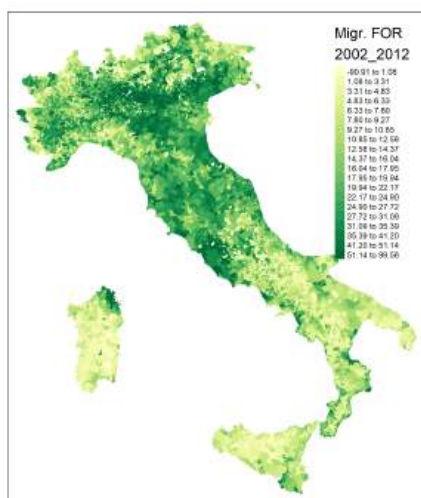 Migr. FOR
2002_2012
-90.91 to 1.08
1.08 to 3.31
3.31 to 4.83
4.83 to 6.33
6.33 to 7.80
7.80 to 9.27
9.27 to 10.85
10.85 to 12.58
12.58 to 14.37
14.37 to 16.04
16.04 to 17.95
17.95 to 19.94
19.94 to 22.17
22.17 to 24.90
24.90 to 27.72
27.72 to 31.09
31.09 to 35.39
35.39 to 41.20
41.20 to 51.14
51.14 to 99.56